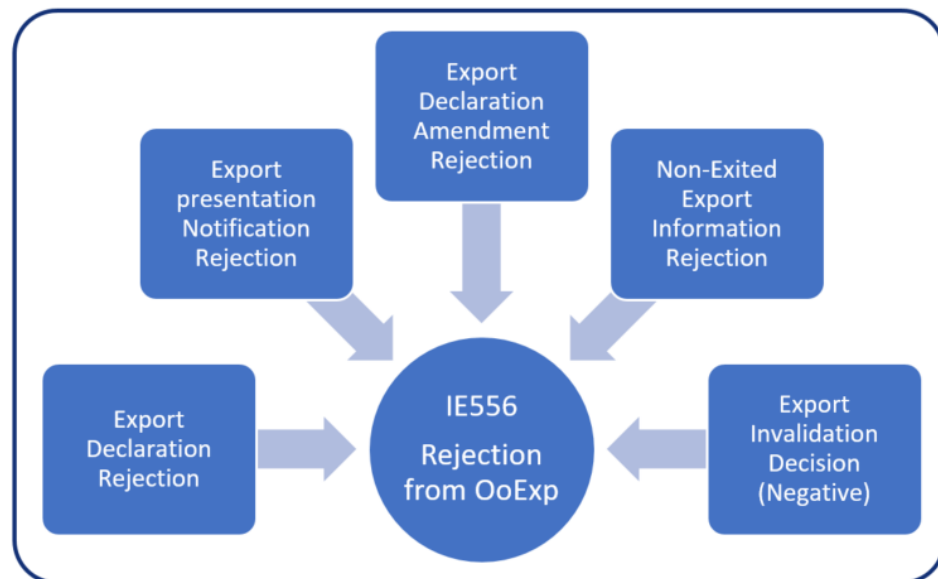 Export
Declaration
Amendment
Rejection
Export
presentation
Notification
Rejection
Non-Exited
Export
Information
Rejection
Export
Declaration
Rejection
IE556
Rejection
from OoExp
Export
Invalidation
Decision
(Negative)